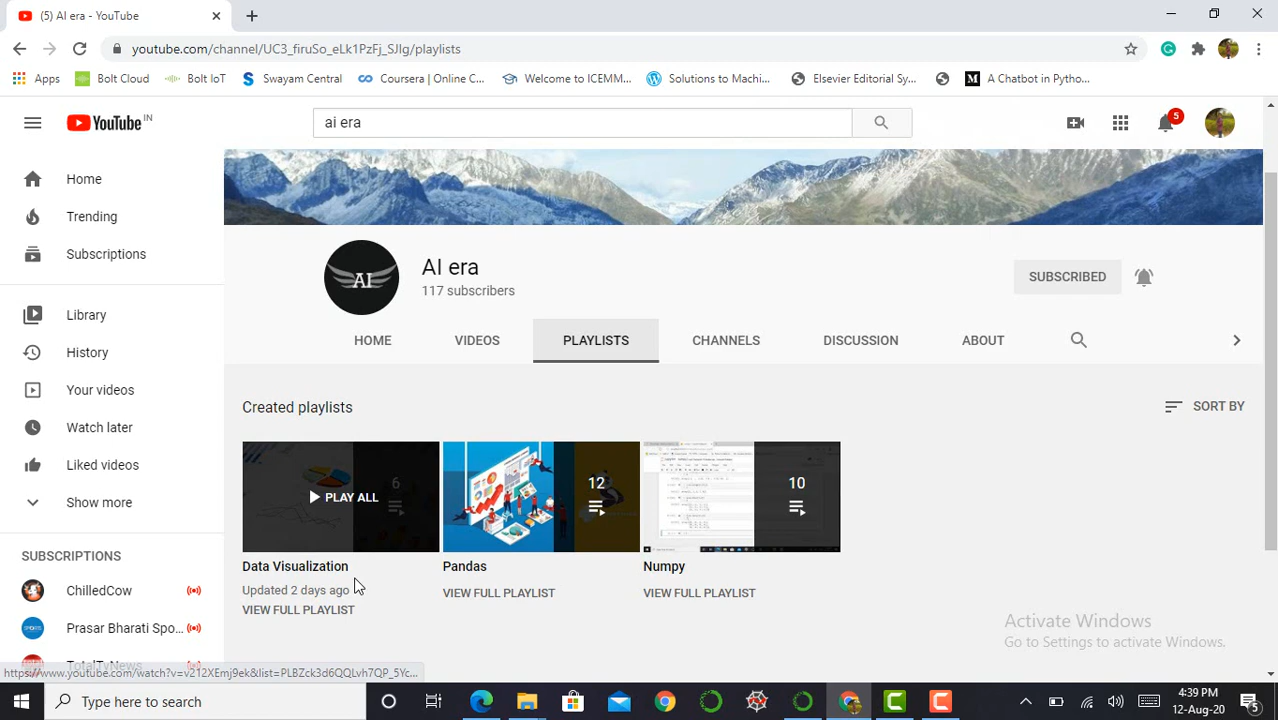 (5) AI era - YouTube
youtube.com/channel/UC3_firuSo_eLk1PzFj_SJIg/playlists
Apps
Bolt Cloud
Bolt IoT
Swayam Central
Coursera | Online C...
Welcome to ICEMM...
Solutions to Machi...
Elsevier Editorial Sy...
A Chatbot in Pytho...
YouTube IN
ai era
5
Home
Trending
Subscriptions
Library
History
Your videos
Watch later
Liked videos
Show more
SUBSCRIPTIONS
ChilledCow
Prasar Bharati Spo...
TotalTvNews
AI
AI era
117 subscribers
SUBSCRIBED
HOME
VIDEOS
PLAYLISTS
CHANNELS
DISCUSSION
ABOUT
Created playlists
SORT BY
6
PLAY ALL
12
10
Data Visualization
Updated 2 days ago
VIEW FULL PLAYLIST
Pandas
VIEW FULL PLAYLIST
Numpy
VIEW FULL PLAYLIST
Activate Windows
Go to Settings to activate Windows.
https://www.youtube.com/watch?v=v212XEmj9ek&list=PLBZck3d6QQLvh7QP_5Yc...
Type here to search
4:39 PM
12-Aug-20
5